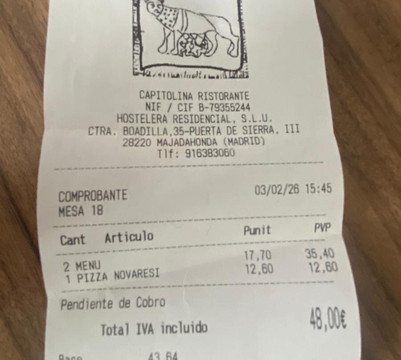 CAPITOLINA RISTORANTE
NIF / CIF B-79355244
HOSTELERA RESIDENCIAL, S.L.U.
CTRA. BOADILLA,35-PUERTA DE SIERRA, III
28220 MAJADAHONDA (MADRID)
Tlf: 916383060
COMPROBANTE 03/02/26 15:45
MESA 18
Cant Articulo Punit PVP
2 MENU 17,70 35,40
1 PIZZA NOVARESI 12,60 12,60
Pendiente de Cobro
Total IVA incluido 48,00€
Base 43,64